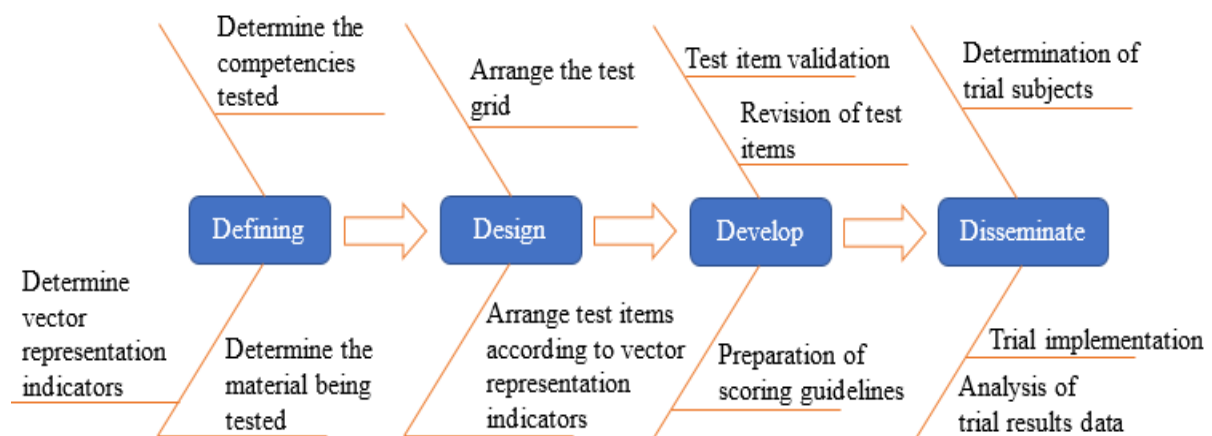 Determine the
competencies
tested
Arrange the test
grid
Test item validation
Revision of test
items
Determination of
trial subjects
Defining
Design
Develop
Disseminate
Determine
vector
representation
indicators
Determine the
material being
tested
Arrange test items
according to vector
representation
indicators
Preparation of
scoring guidelines
Trial implementation
Analysis of
trial results data